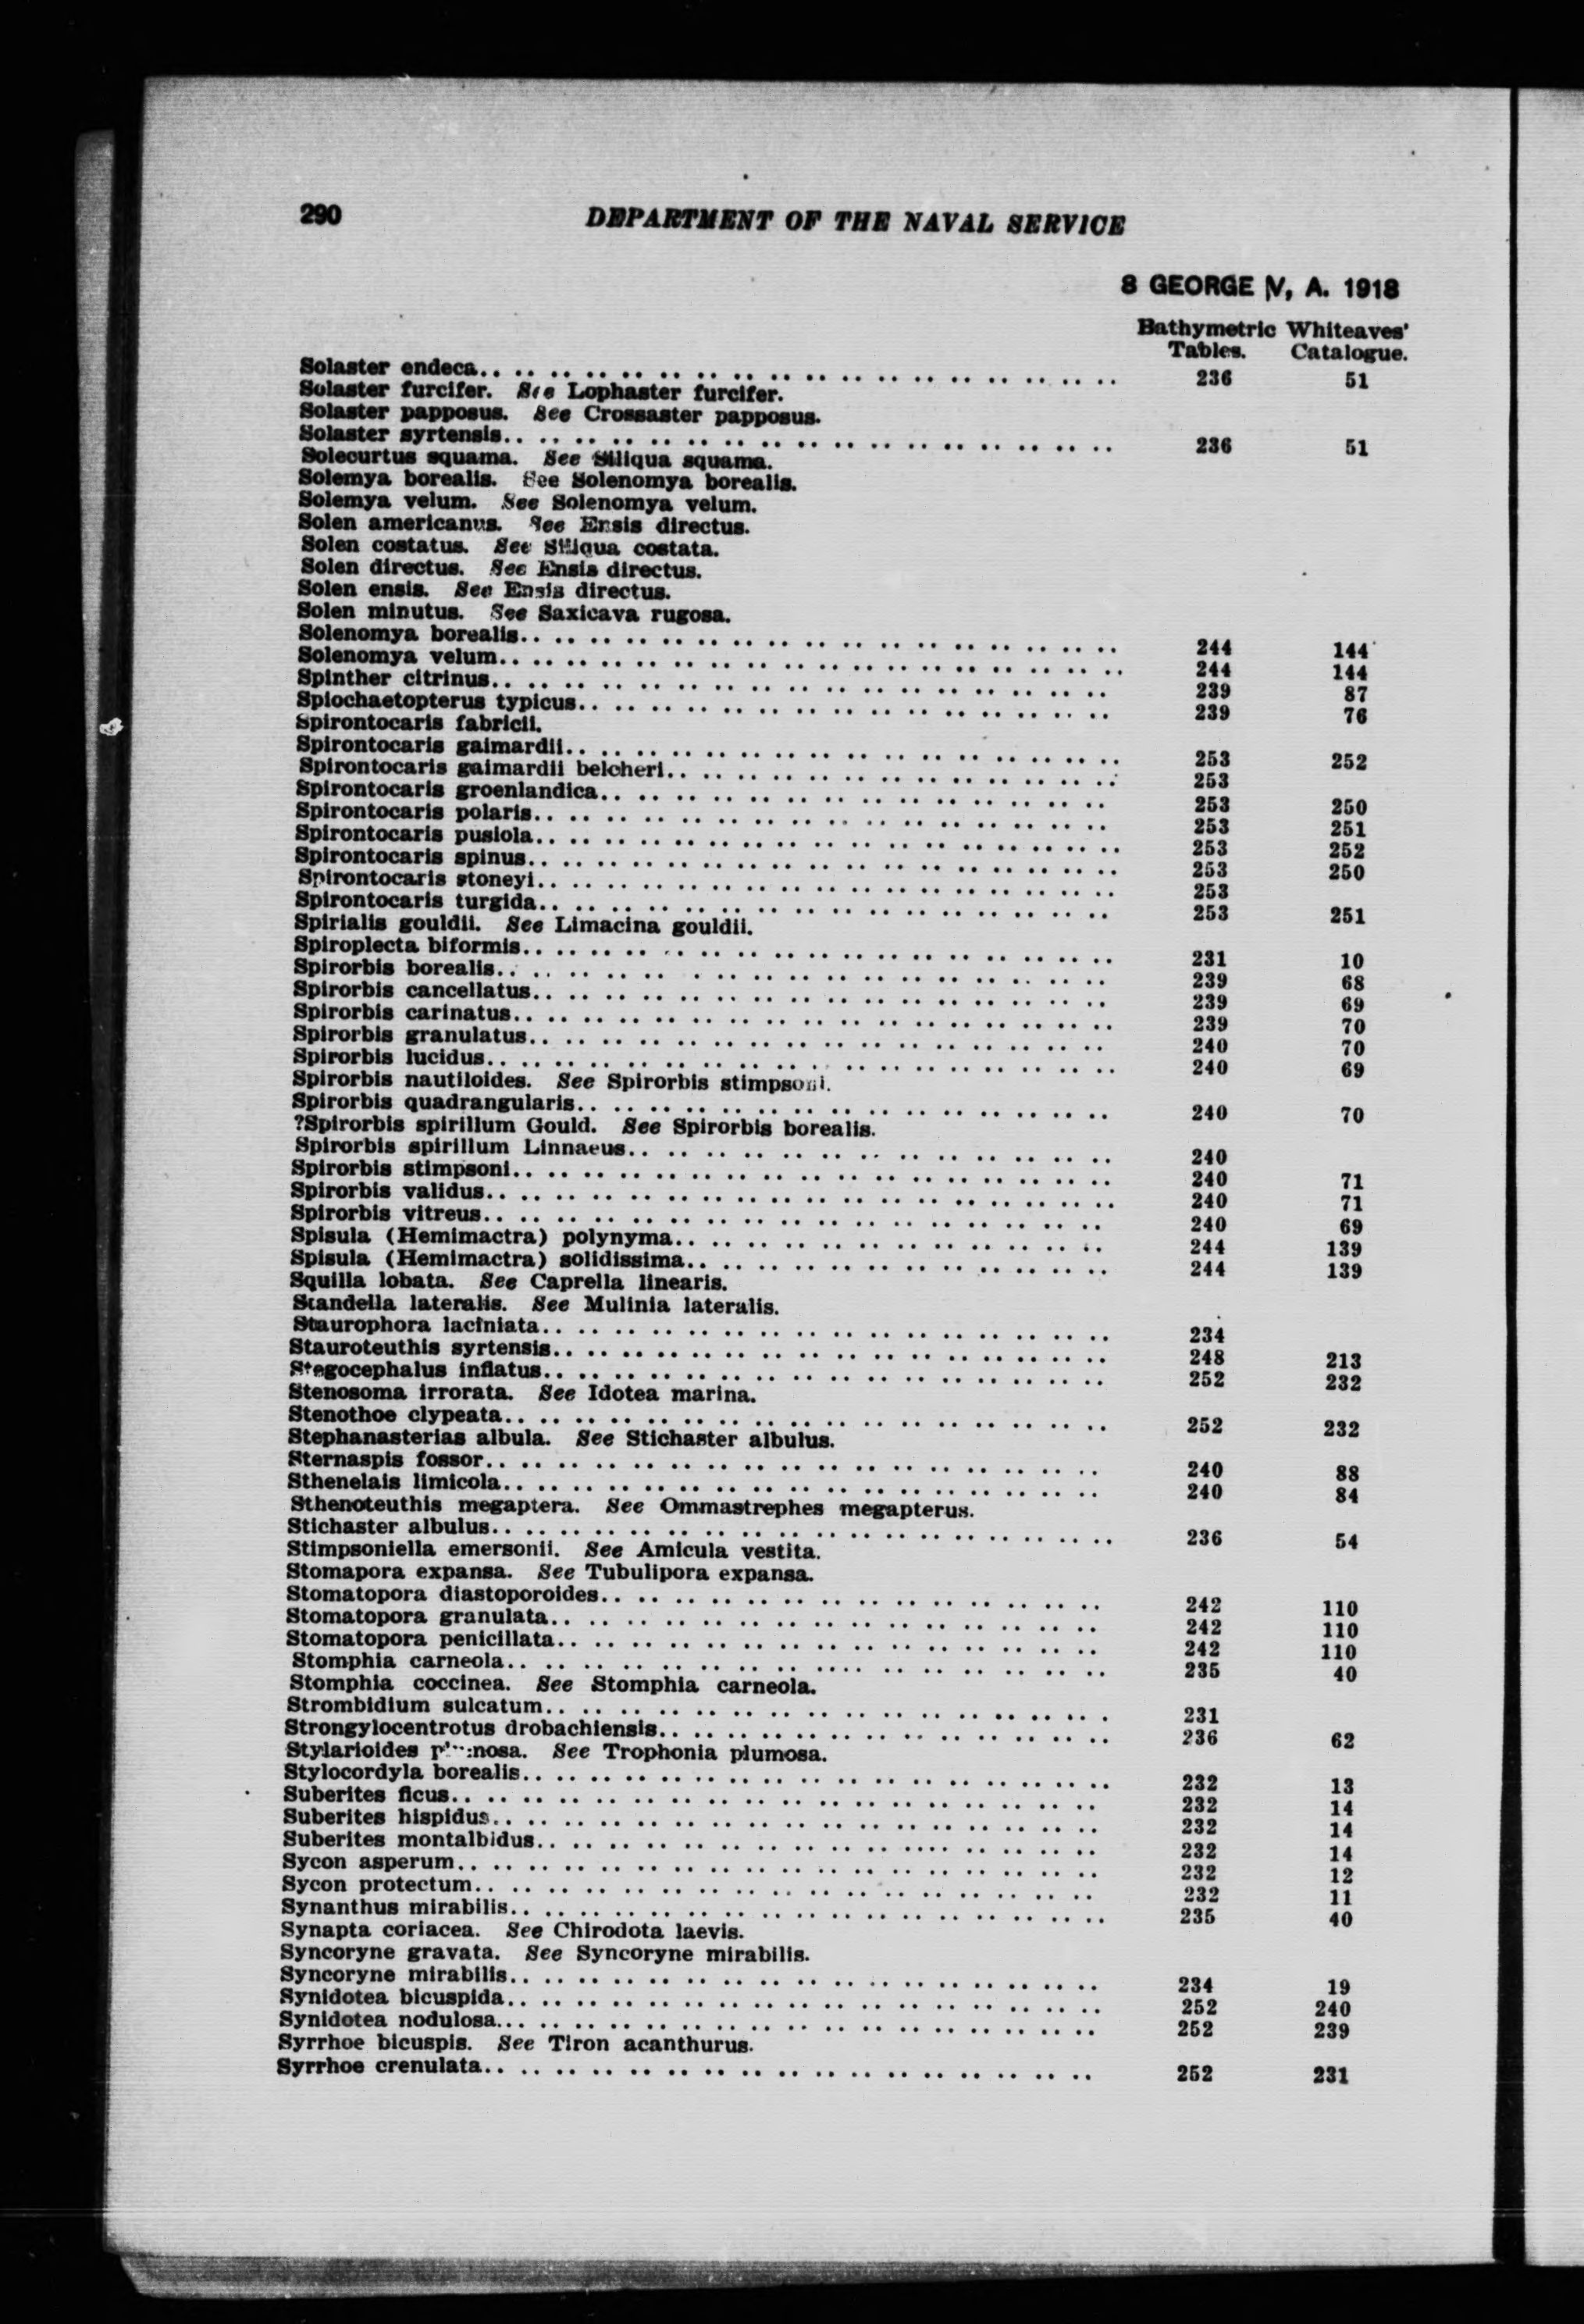 290 DEPARTMENT OF THE NAVAL SERVICE
8 GEORGE V, A. 1918
Bathymetric Whiteaves'
Tables. Catalogue.
Solaster endeca.. 236 51
Solaster furcifer. See Lophaster furcifer.
Solaster papposus. See Crossaster papposus.
Solaster syrtensis.. 236 51
Solecurtus squama. See Siliqua squama.
Solemya borealis. See Solenomya borealis.
Solemya velum. See Solenomya velum.
Solen americanus. See Ensis directus.
Solen costatus. See Siliqua costata.
Solen directus. See Ensis directus.
Solen ensis. See Ensis directus.
Solen minutus. See Saxicava rugosa.
Solenomya borealis.. 244 144
Solenomya velum.. 244 144
Spinther citrinus.. 239 87
Spiochaetopterus typicus.. 239 76
Spirontocaris fabricii.
Spirontocaris gaimardii.. 253 252
Spirontocaris gaimardii belcheri.. 253
Spirontocaris groenlandica.. 253 250
Spirontocaris polaris.. 253 251
Spirontocaris pusiola.. 253 252
Spirontocaris spinus.. 253 250
Spirontocaris stoneyi.. 253
Spirontocaris turgida.. 253 251
Spirialis gouldii. See Limacina gouldii.
Spiroplecta biformis.. 231 10
Spirorbis borealis.. 239 68
Spirorbis cancellatus.. 239 69
Spirorbis carinatus.. 239 70
Spirorbis granulatus.. 240 70
Spirorbis lucidus.. 240 69
Spirorbis nautiloides. See Spirorbis stimpsoni.
Spirorbis quadrangularis.. 240 70
?Spirorbis spirillum Gould. See Spirorbis borealis.
Spirorbis spirillum Linnaeus.. 240
Spirorbis stimpsoni.. 240 71
Spirorbis validus.. 240 71
Spirorbis vitreus.. 240 69
Spisula (Hemimactra) polynyma.. 244 139
Spisula (Hemimactra) solidissima.. 244 139
Squilla lobata. See Caprella linearis.
Standella lateralis. See Mulinia lateralis.
Staurophora laciniata.. 234
Stauroteuthis syrtensis.. 248 213
Stegocephalus inflatus.. 252 232
Stenosoma irrorata. See Idotea marina.
Stenothoe clypeata.. 252 232
Stephanasterias albula. See Stichaster albulus.
Sternaspis fossor.. 240 88
Sthenelais limicola.. 240 84
Sthenoteuthis megaptera. See Ommastrephes megapterus.
Stichaster albulus.. 236 54
Stimpsoniella emersonii. See Amicula vestita.
Stomapora expansa. See Tubulipora expansa.
Stomatopora diastoporoides.. 242 110
Stomatopora granulata.. 242 110
Stomatopora penicillata.. 242 110
Stomphia carneola.. 235 40
Stomphia coccinea. See Stomphia carneola.
Strombidium sulcatum.. 231
Strongylocentrotus drobachiensis.. 236 62
Stylarioides See Trophonia plumosa.
Stylocordyla borealis.. 232 13
Suberites ficus.. 232 14
Suberites hispidus.. 232 14
Suberites montalbidus.. 232 14
Sycon asperum.. 232 12
Sycon protectum.. 232 11
Synanthus mirabilis.. 235 40
Synapta coriacea. See Chirodota laevis.
Syncoryne gravata. See Syncoryne mirabilis.
Syncoryne mirabilis.. 234 19
Synidotea bicuspida.. 252 240
Synidotea nodulosa.. 252 239
Syrrhoe bicuspis. See Tiron acanthurus.
Syrrhoe crenulata.. 252 231